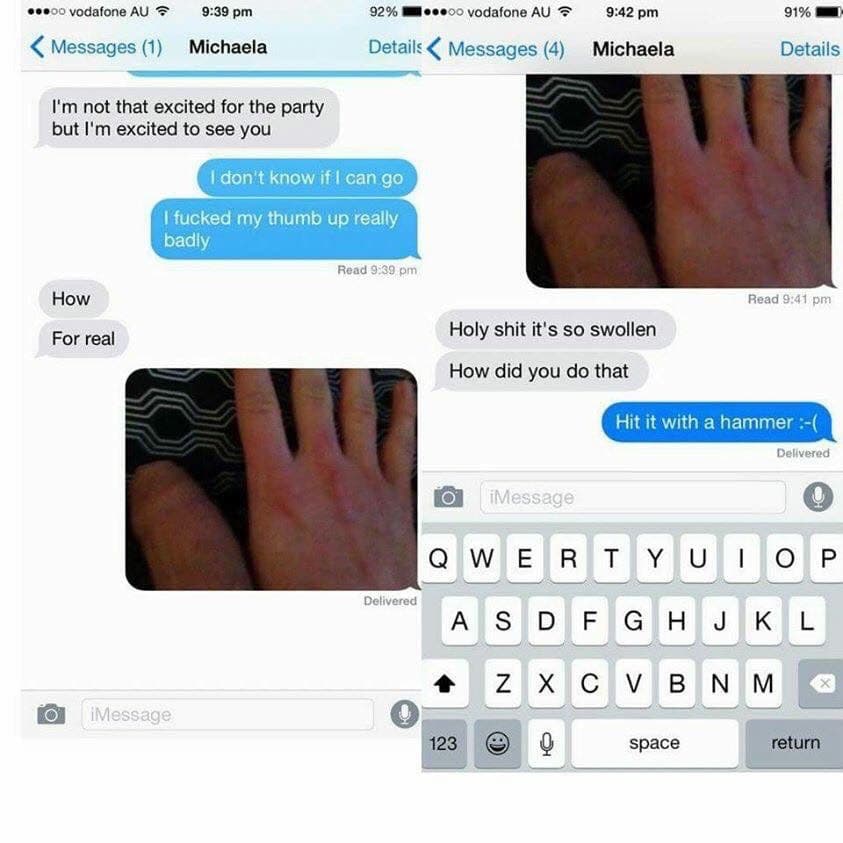 vodafone AU 9:39 pm 92%
Messages (1) Michaela Details
I'm not that excited for the party
but I'm excited to see you
I don't know if I can go
I fucked my thumb up really
badly
Read 9:39 pm
How
For real
Delivered
iMessage
vodafone AU 9:42 pm 91%
Messages (4) Michaela Details
Read 9:41 pm
Holy shit it's so swollen
How did you do that
Hit it with a hammer :-(
Delivered
iMessage
Q W E R T Y U I O P
A S D F G H J K L
Z X C V B N M
123 space return